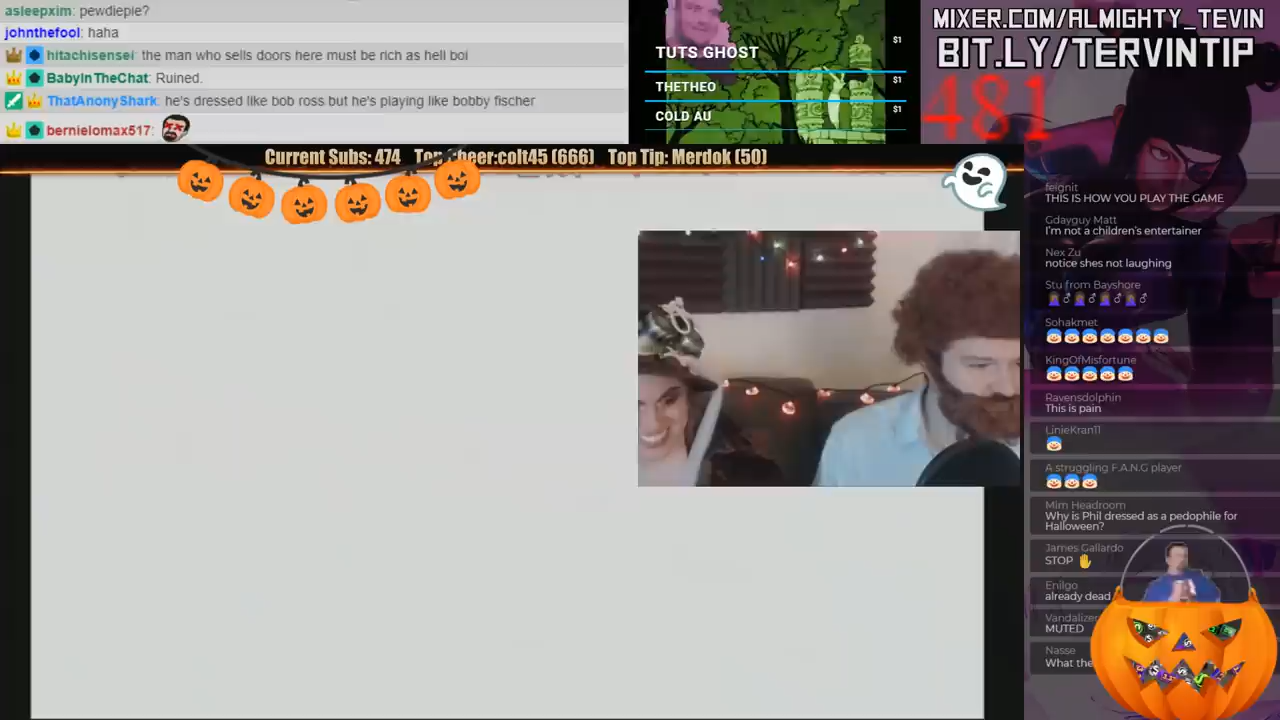 asleepxim: pewdiepie?
johnthefool: haha
hitachisensei: the man who sells doors here must be rich as hell boi
BabyInTheChat: Ruined.
ThatAnonyShark: he's dressed like bob ross but he's playing like bobby fischer
bernielomax517:
TUTS GHOST $1
THETHEO $1
COLD AU $1
MIXER.COM/ALMIGHTY_TEVIN
BIT.LY/TERVINTIP
481
Current Subs: 474 Top Cheer:colt45 (666) Top Tip: Merdok (50)
feignit
THIS IS HOW YOU PLAY THE GAME
Gdayguy Matt
I'm not a children's entertainer
Nex Zu
notice shes not laughing
Stu from Bayshore
Sohakmet
KingOfMisfortune
Ravensdolphin
This is pain
LinieKran11
A struggling F.A.N.G player
Mim Headroom
Why is Phil dressed as a pedophile for
Halloween?
James Gallardo
STOP
Enilgo
already dead
Vandalize
MUTED
Nasse
What the